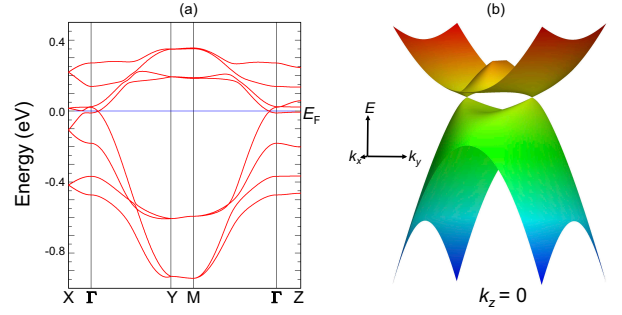 (a)
(b)
Energy (eV)
0.4
0.0
-0.4
-0.8
E_F
X Γ Y M Γ Z
E
k_x
k_y
k_z = 0